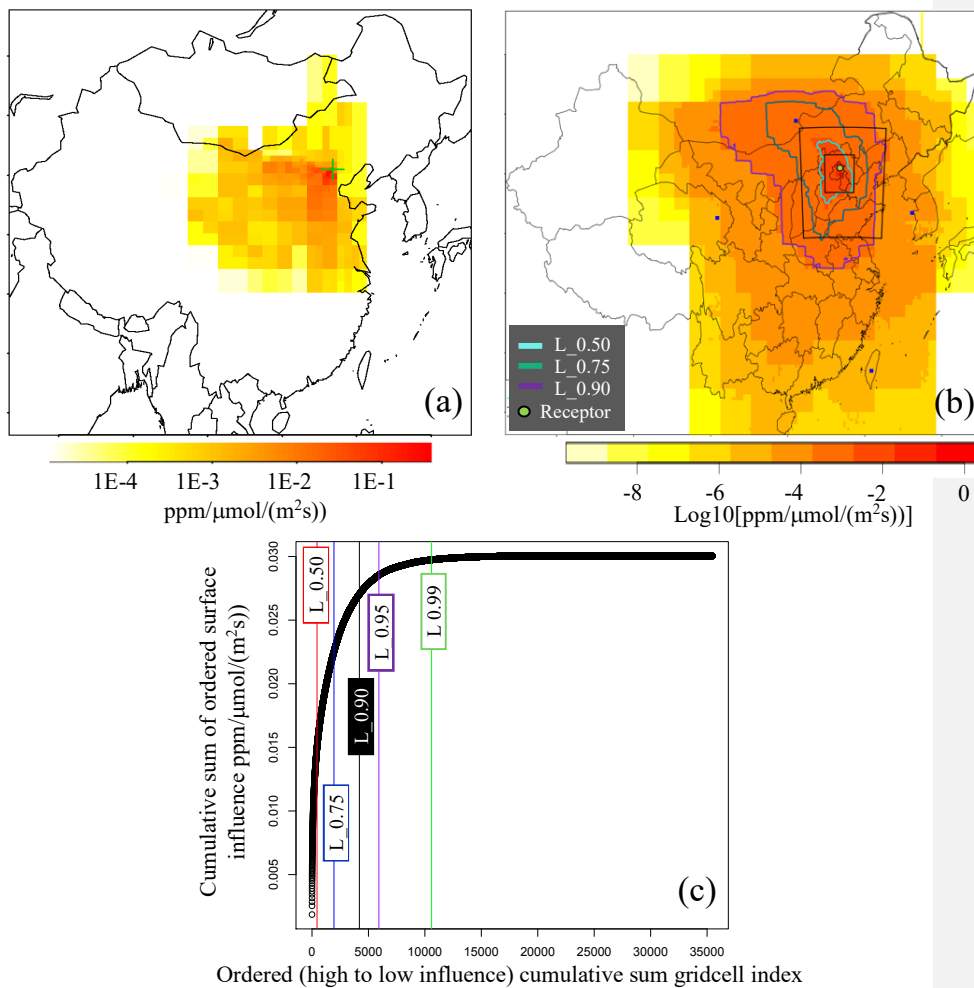 (a)
1E-4 1E-3 1E-2 1E-1
ppm/μmol/(m²s))
L_0.50
L_0.75
L_0.90
Receptor
(b)
-8 -6 -4 -2 0
Log10[ppm/μmol/(m²s))]
Cumulative sum of ordered surface
influence ppm/μmol/(m²s))
0.030
0.025
0.020
0.015
0.010
0.005
L_0.50
L_0.75
L_0.90
L_0.95
L 0.99
(c)
0 5000 10000 15000 20000 25000 30000 35000
Ordered (high to low influence) cumulative sum gridcell index